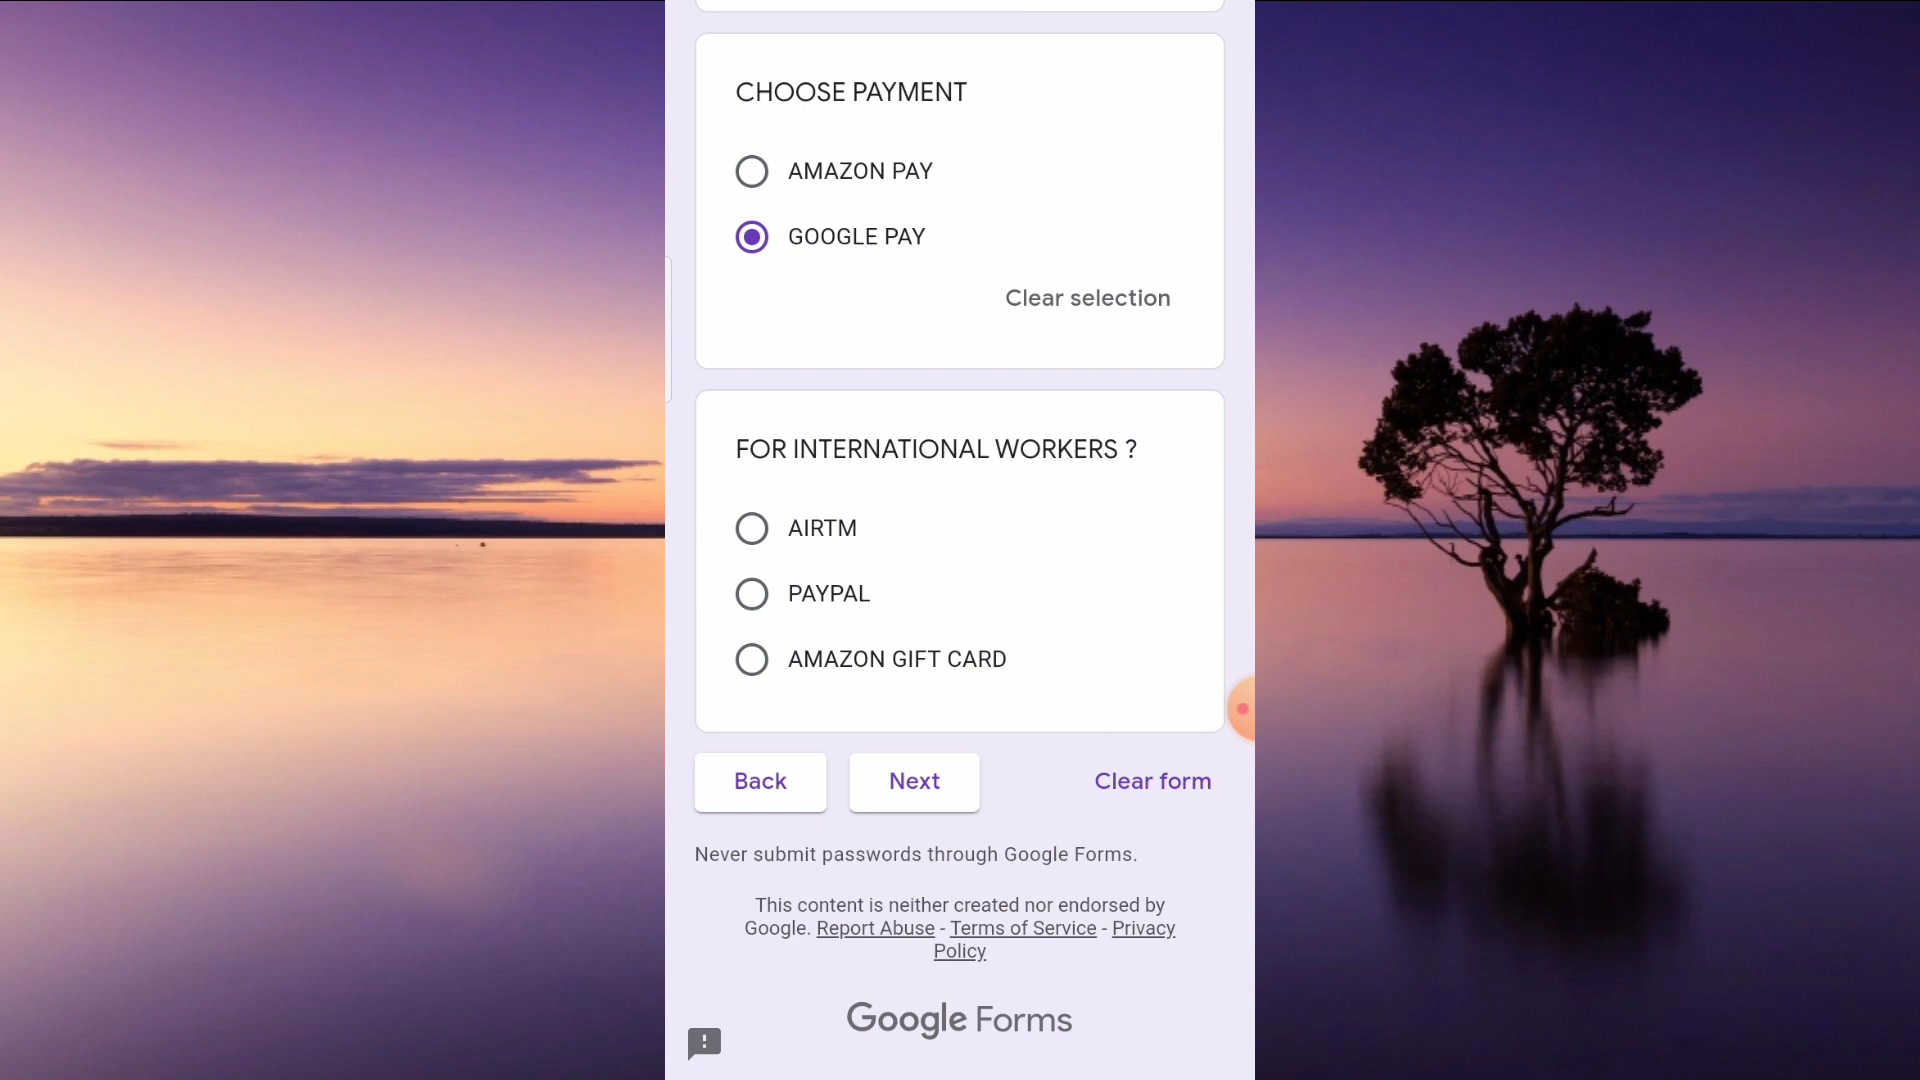 CHOOSE PAYMENT
AMAZON PAY
GOOGLE PAY
Clear selection
FOR INTERNATIONAL WORKERS ?
AIRTM
PAYPAL
AMAZON GIFT CARD
Back Next Clear form
Never submit passwords through Google Forms.
This content is neither created nor endorsed by
Google. Report Abuse - Terms of Service - Privacy
Policy
Google Forms